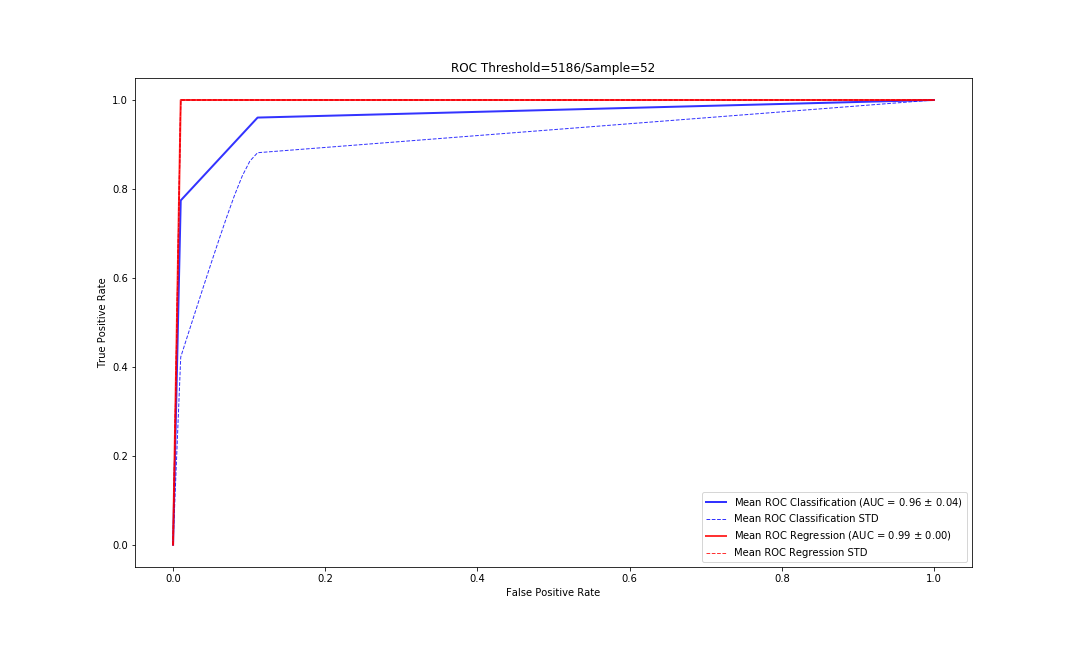 ROC Threshold=5186/Sample=52
True Positive Rate
1.0
0.8
0.6
0.4
0.2
0.0
Mean ROC Classification (AUC = 0.96 ± 0.04)
Mean ROC Classification STD
Mean ROC Regression (AUC = 0.99 ± 0.00)
Mean ROC Regression STD
0.0 0.2 0.4 0.6 0.8 1.0
False Positive Rate